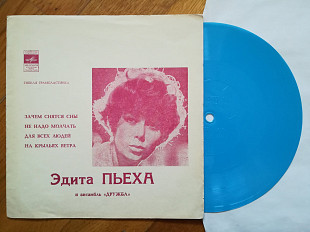 ГИБКАЯ ГРАМПЛАСТИНКА
ЗАЧЕМ СНЯТСЯ СНЫ
НЕ НАДО МОЛЧАТЬ
ДЛЯ ВСЕХ ЛЮДЕЙ
НА КРЫЛЬЯХ ВЕТРА
Эдита ПЬЕХА
и ансамбль «ДРУЖБА»